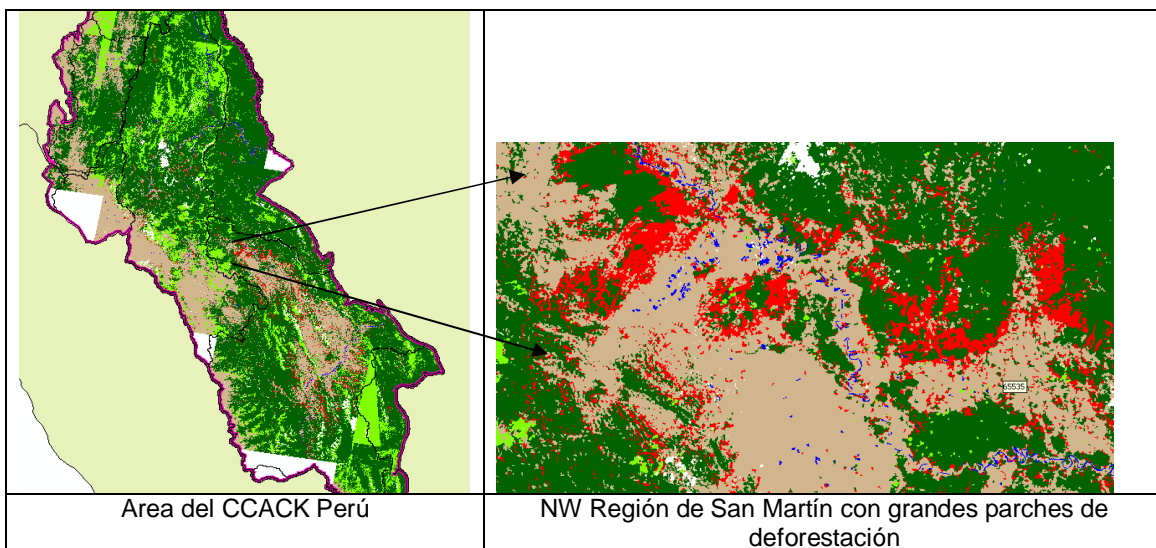 65535
Area del CCACK Perú
NW Región de San Martín con grandes parches de
deforestación